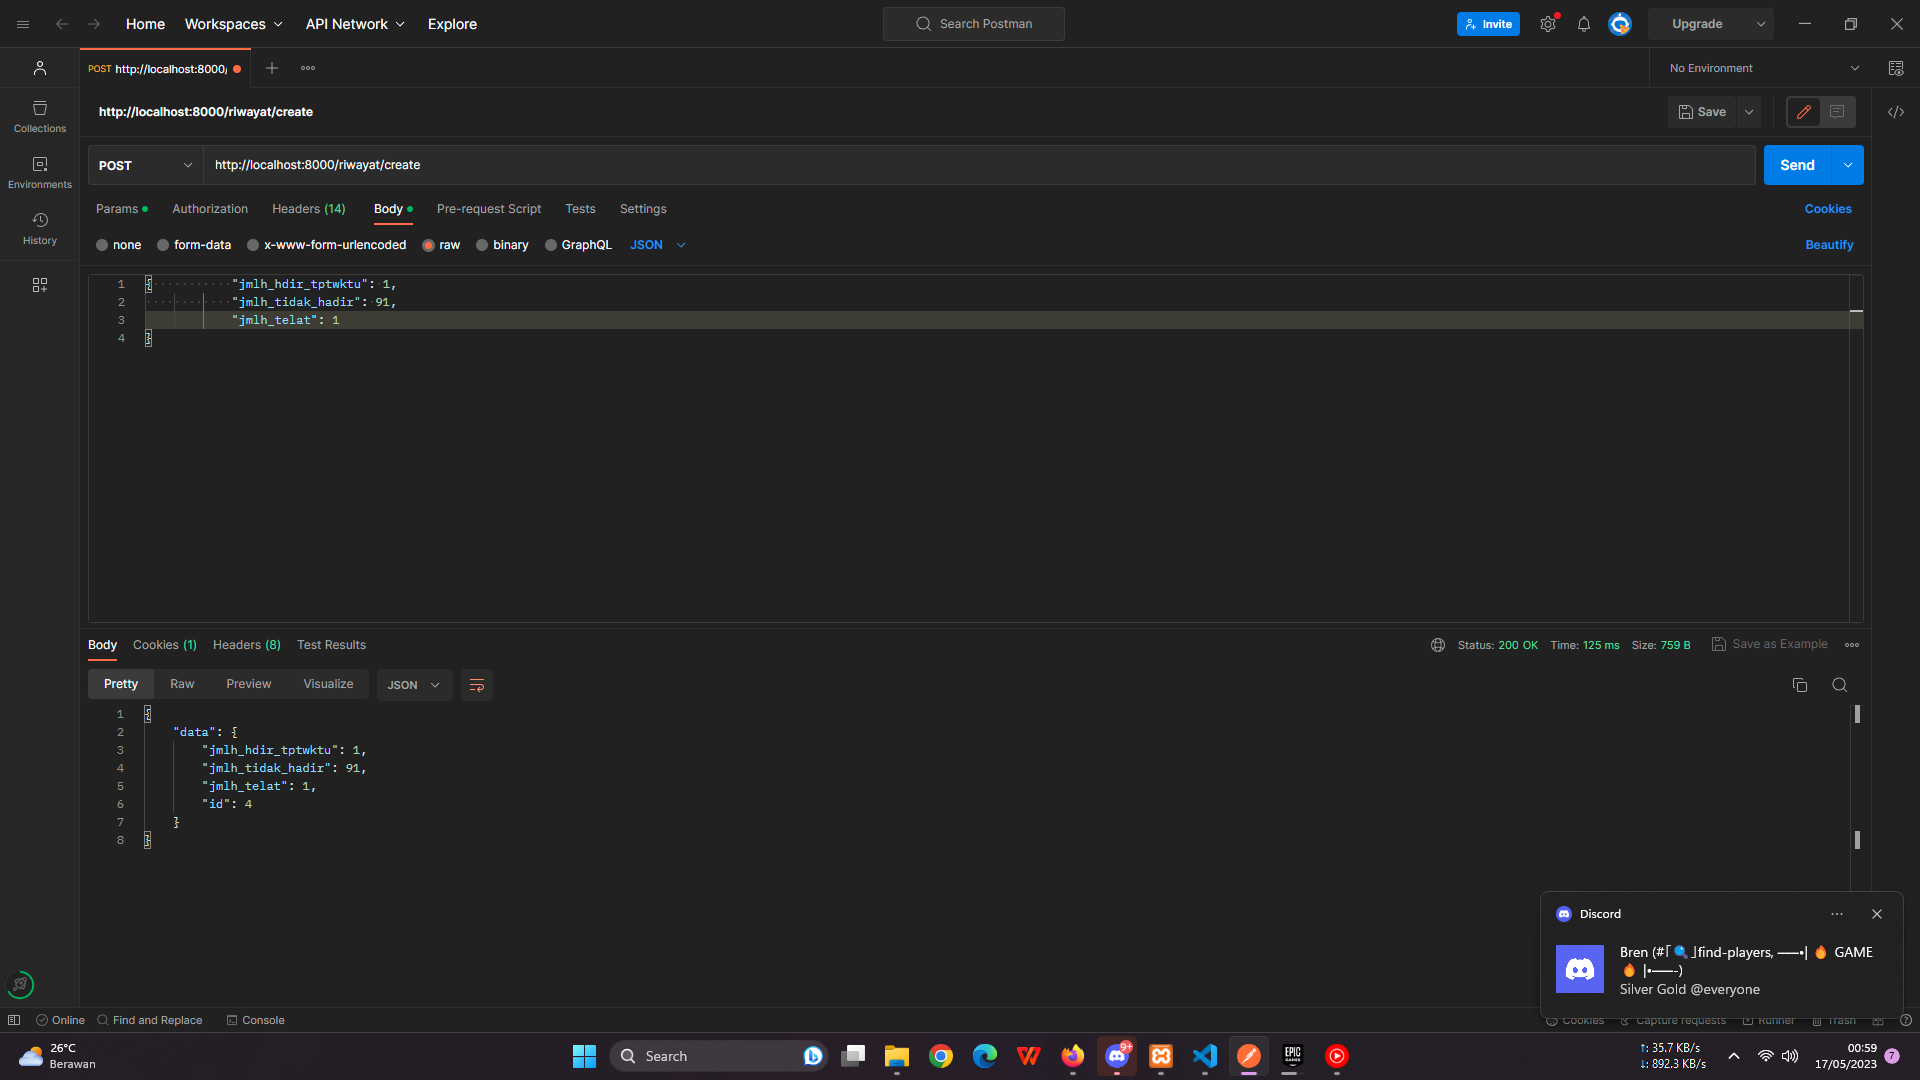 Home Workspaces API Network Explore Search Postman Invite Upgrade
POST http://localhost:8000/ No Environment
http://localhost:8000/riwayat/create Save
POST http://localhost:8000/riwayat/create Send
Params Authorization Headers (14) Body Pre-request Script Tests Settings Cookies
none form-data x-www-form-urlencoded raw binary GraphQL JSON Beautify
Collections
Environments
History
1 { "jmlh_hdir_tptwktu": 1,
2 "jmlh_tidak_hadir": 91,
3 "jmlh_telat": 1
4 }
Body Cookies (1) Headers (8) Test Results Status: 200 OK Time: 125 ms Size: 759 B Save as Example
Pretty Raw Preview Visualize JSON
1 {
2 "data": {
3 "jmlh_hdir_tptwktu": 1,
4 "jmlh_tidak_hadir": 91,
5 "jmlh_telat": 1,
6 "id": 4
7 }
8 }
Discord
Bren (#「🔍」find-players, ━━•| 🔥 GAME
🔥 |•━━-)
Silver Gold @everyone
Online Find and Replace Console Cookies Capture requests Runner Trash
26°C
Berawan
Search
9+
EPIC
GAMES
↑: 35.7 KB/s
↓: 892.3 KB/s
00:59
17/05/2023
7